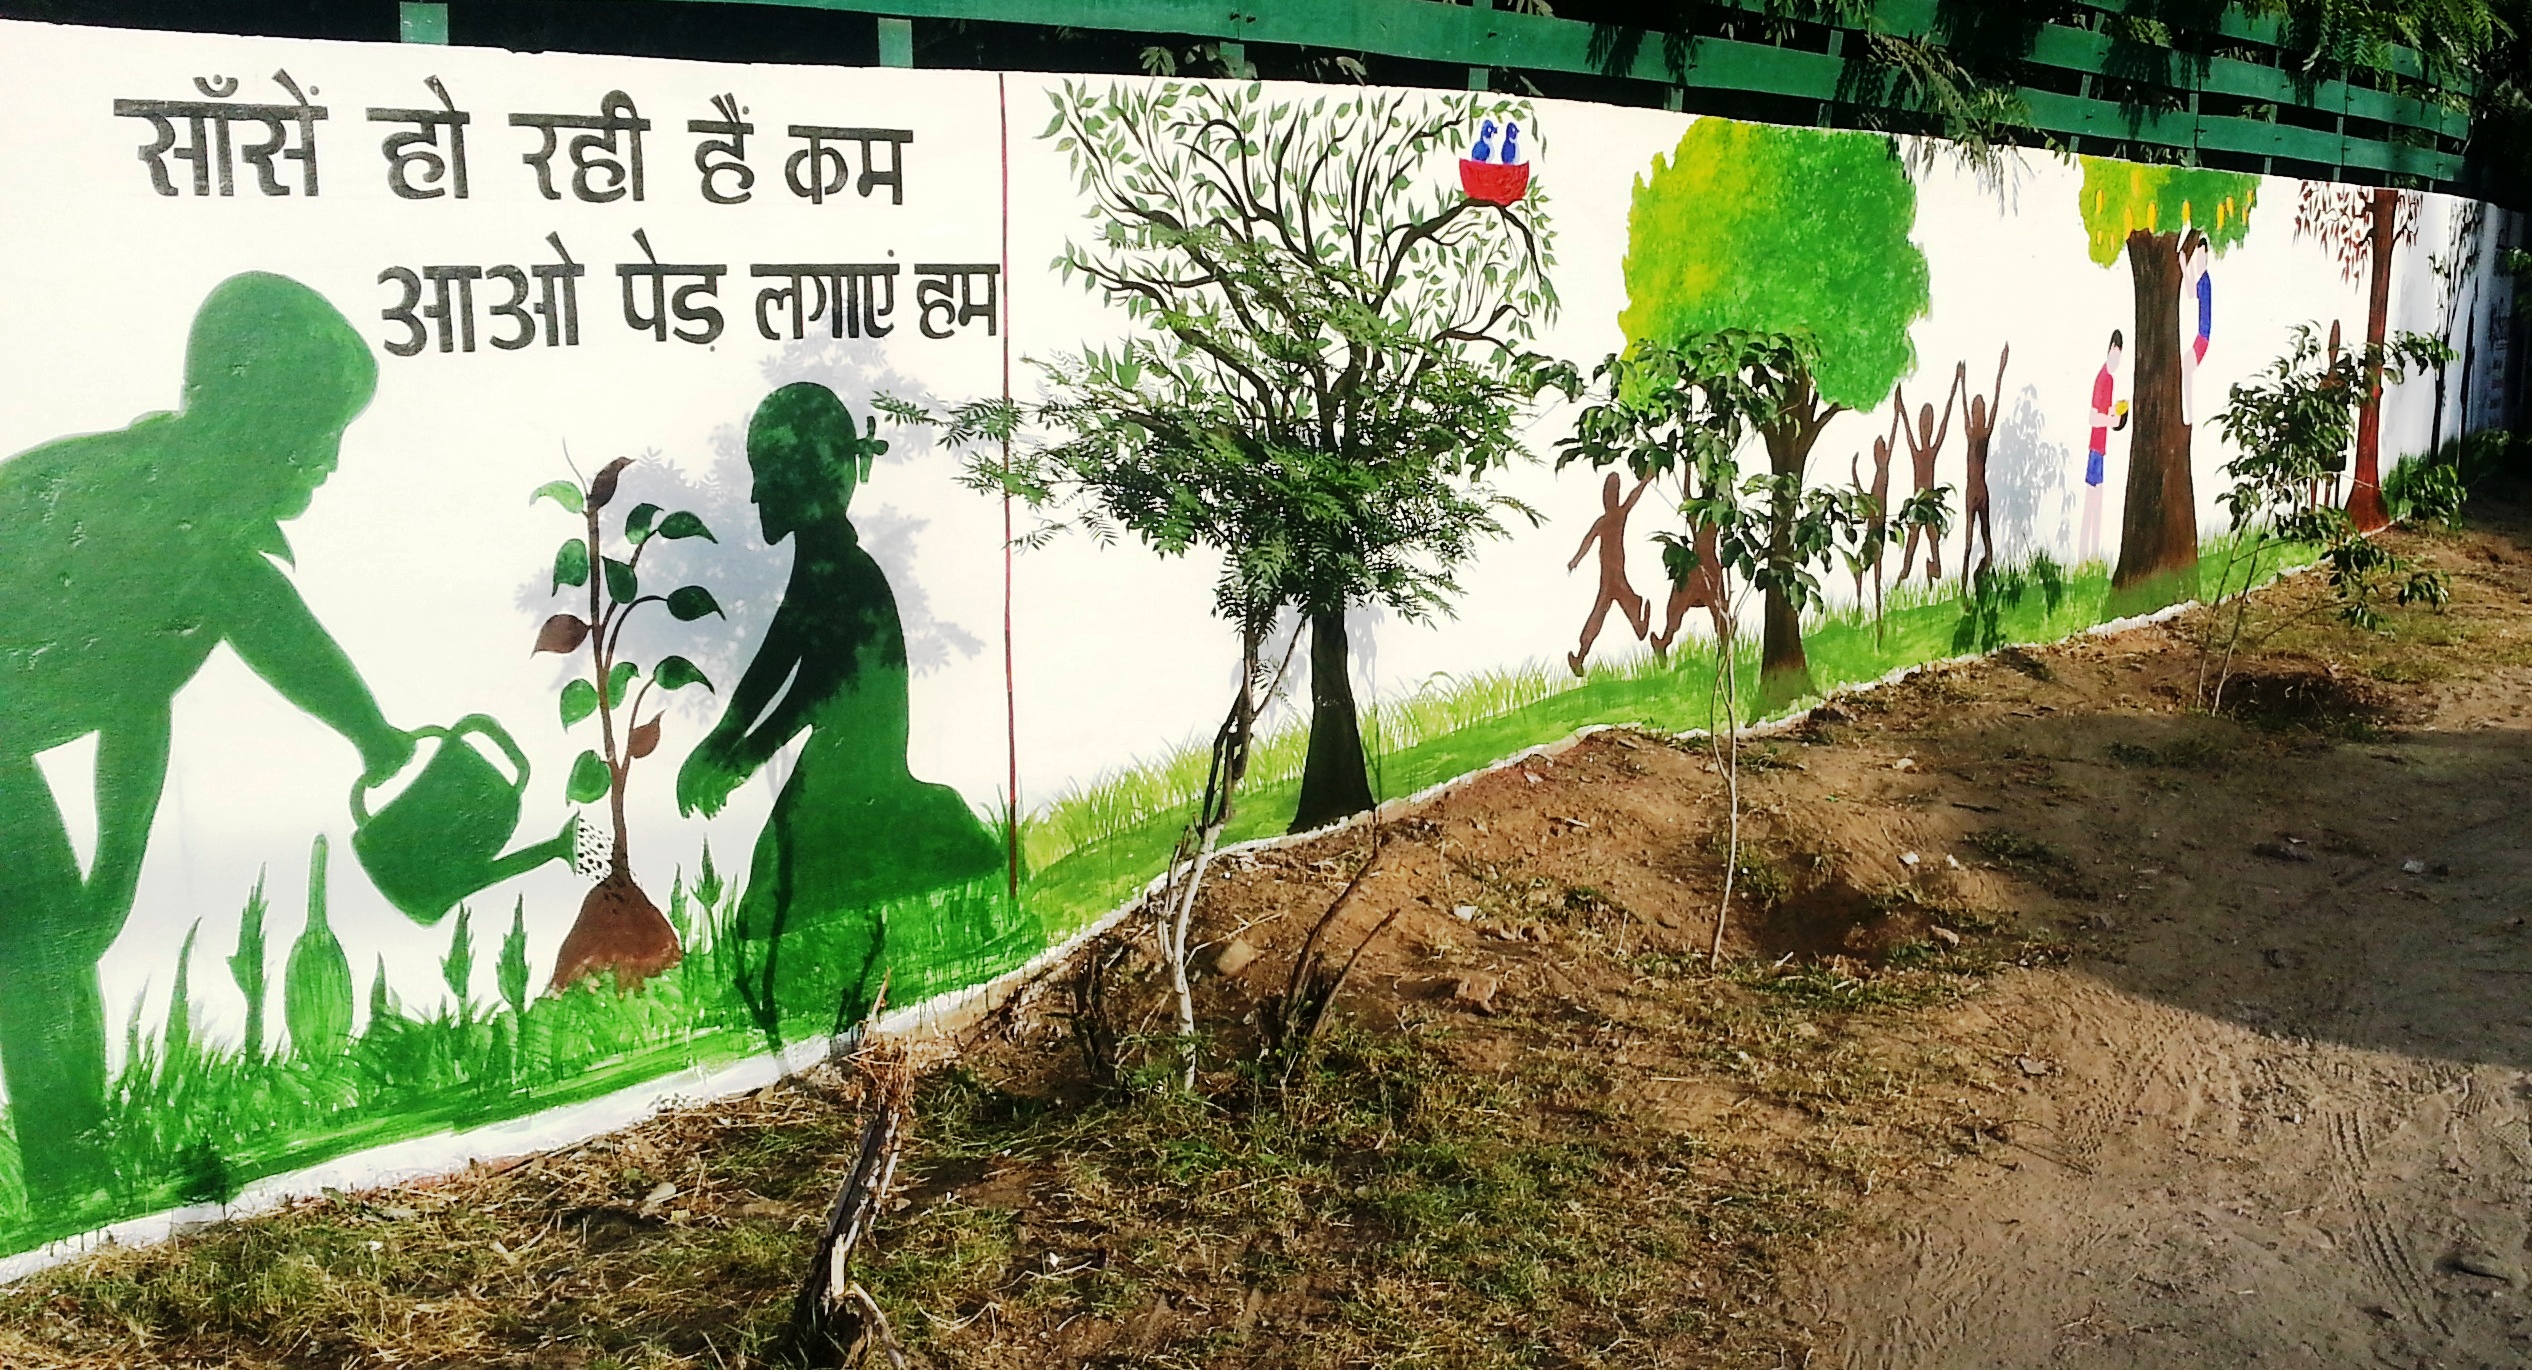 साँसें हो रही हैं कम
आओ पेड़ लगाएं हम